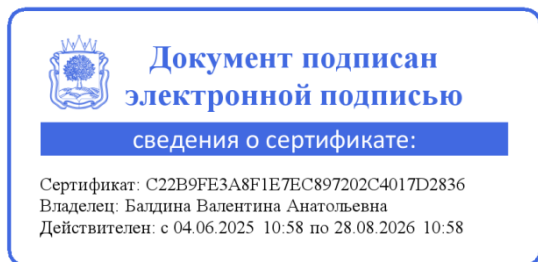 Документ подписан
электронной подписью
сведения о сертификате:
Сертификат: C22B9FE3A8F1E7EC897202C4017D2836
Владелец: Балдина Валентина Анатольевна
Действителен: с 04.06.2025 10:58 по 28.08.2026 10:58